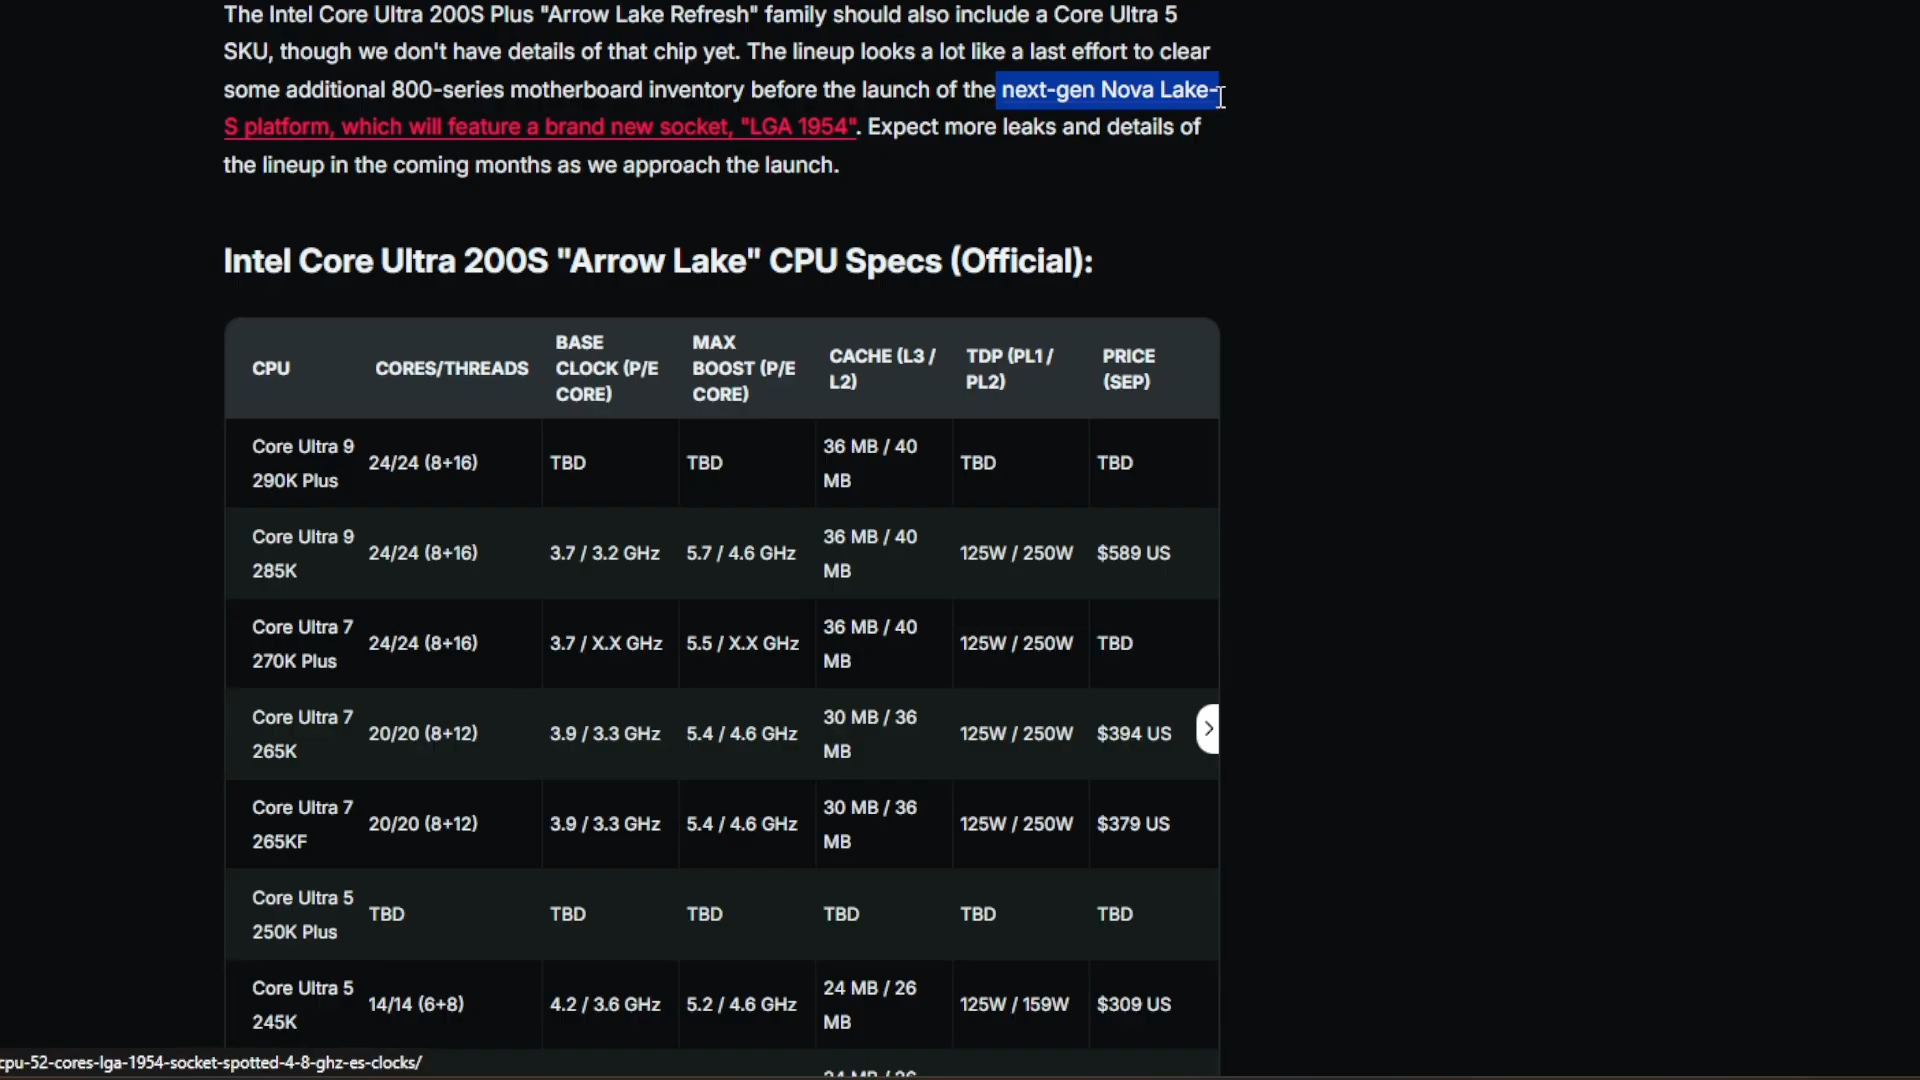 The Intel Core Ultra 200S Plus "Arrow Lake Refresh" family should also include a Core Ultra 5
SKU, though we don't have details of that chip yet. The lineup looks a lot like a last effort to clear
some additional 800-series motherboard inventory before the launch of the next-gen Nova Lake-
S platform, which will feature a brand new socket, "LGA 1954". Expect more leaks and details of
the lineup in the coming months as we approach the launch.
Intel Core Ultra 200S "Arrow Lake" CPU Specs (Official):
CPU CORES/THREADS BASE CLOCK (P/E CORE) MAX BOOST (P/E CORE) CACHE (L3 / L2) TDP (PL1 / PL2) PRICE (SEP)
Core Ultra 9 290K Plus 24/24 (8+16) TBD TBD 36 MB / 40 MB TBD TBD
Core Ultra 9 285K 24/24 (8+16) 3.7 / 3.2 GHz 5.7 / 4.6 GHz 36 MB / 40 MB 125W / 250W $589 US
Core Ultra 7 270K Plus 24/24 (8+16) 3.7 / X.X GHz 5.5 / X.X GHz 36 MB / 40 MB 125W / 250W TBD
Core Ultra 7 265K 20/20 (8+12) 3.9 / 3.3 GHz 5.4 / 4.6 GHz 30 MB / 36 MB 125W / 250W $394 US
Core Ultra 7 265KF 20/20 (8+12) 3.9 / 3.3 GHz 5.4 / 4.6 GHz 30 MB / 36 MB 125W / 250W $379 US
Core Ultra 5 250K Plus TBD TBD TBD TBD TBD TBD
Core Ultra 5 245K 14/14 (6+8) 4.2 / 3.6 GHz 5.2 / 4.6 GHz 24 MB / 26 MB 125W / 159W $309 US
cpu-52-cores-lga-1954-socket-spotted-4-8-ghz-es-clocks/